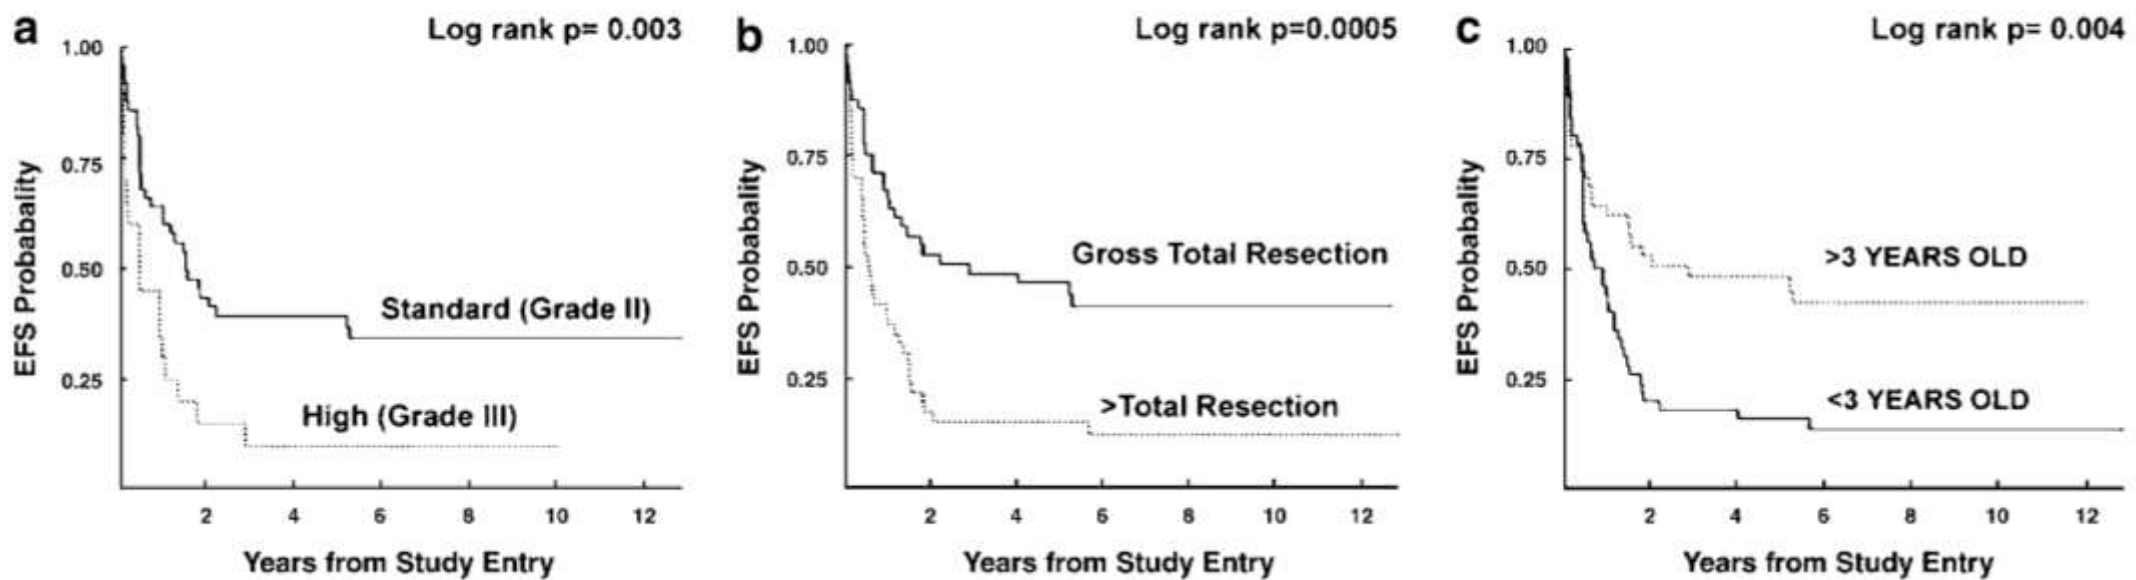 a
Log rank p= 0.003
1.00
0.75
0.50
0.25
EFS Probabality
Standard (Grade II)
High (Grade III)
2 4 6 8 10 12
Years from Study Entry
b
Log rank p=0.0005
1.00
0.75
0.50
0.25
EFS Probabality
Gross Total Resection
>Total Resection
2 4 6 8 10 12
Years from Study Entry
c
Log rank p= 0.004
1.00
0.75
0.50
0.25
EFS Probabality
>3 YEARS OLD
<3 YEARS OLD
2 4 6 8 10 12
Years from Study Entry